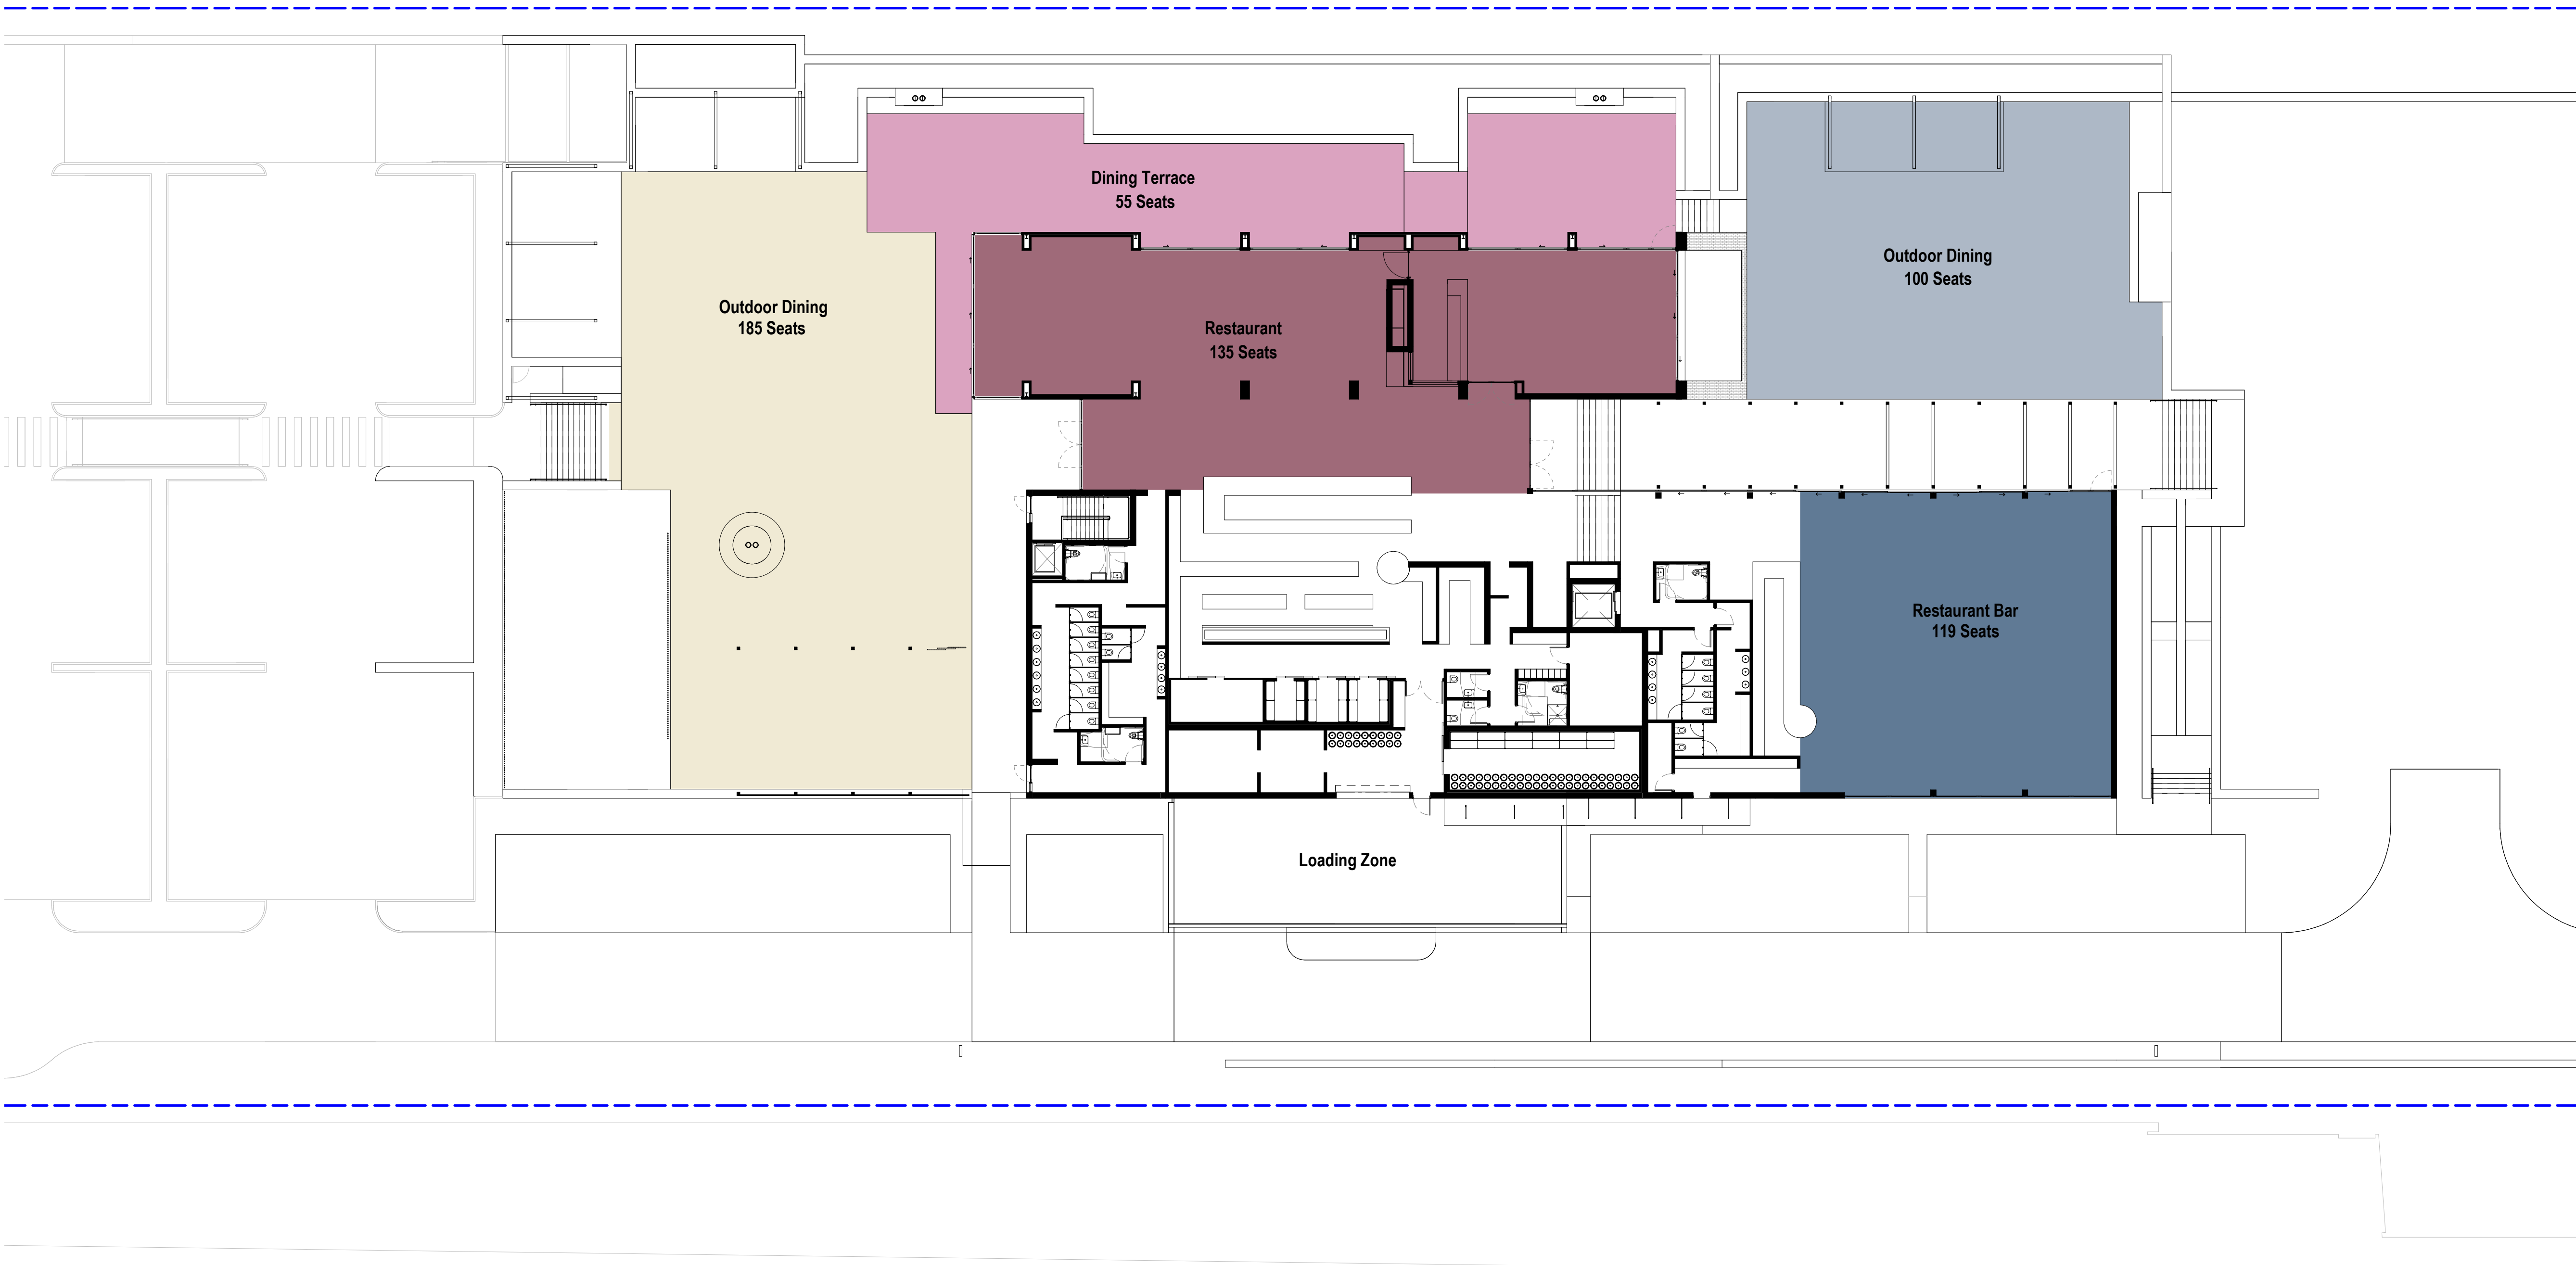 Dining Terrace
55 Seats
Outdoor Dining
185 Seats
Restaurant
135 Seats
Outdoor Dining
100 Seats
Restaurant Bar
119 Seats
Loading Zone